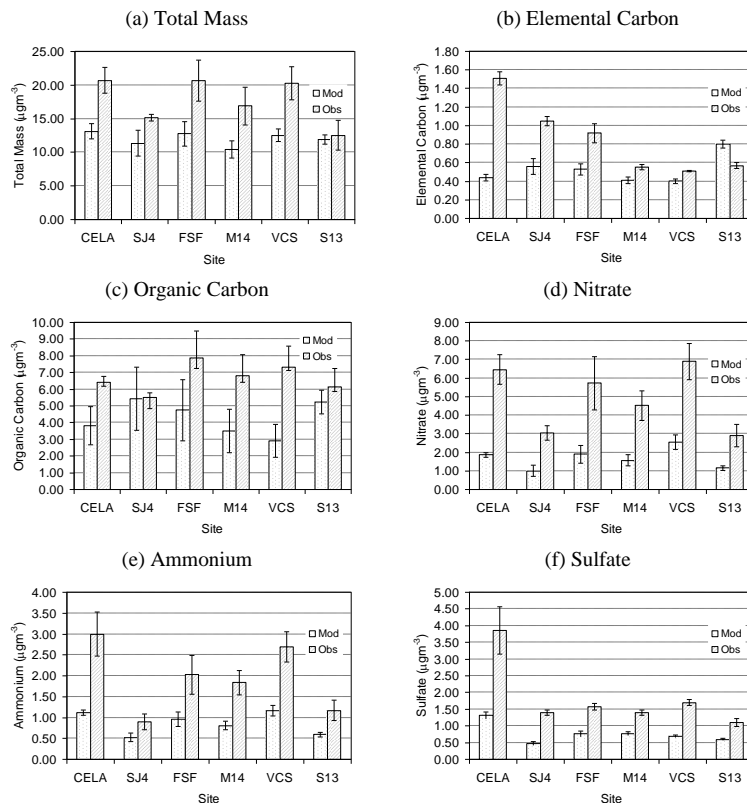 (a) Total Mass
25.00
20.00
15.00
10.00
5.00
0.00
Total Mass (μgm-3)
Mod
Obs
CELA SJ4 FSF M14 VCS S13
Site
(b) Elemental Carbon
1.80
1.60
1.40
1.20
1.00
0.80
0.60
0.40
0.20
0.00
Elemental Carbon (μgm-3)
Mod
Obs
CELA SJ4 FSF M14 VCS S13
Site
(c) Organic Carbon
10.00
9.00
8.00
7.00
6.00
5.00
4.00
3.00
2.00
1.00
0.00
Organic Carbon (μgm-3)
Mod
Obs
CELA SJ4 FSF M14 VCS S13
Site
(d) Nitrate
9.00
8.00
7.00
6.00
5.00
4.00
3.00
2.00
1.00
0.00
Nitrate (μgm-3)
Mod
Obs
CELA SJ4 FSF M14 VCS S13
Site
(e) Ammonium
4.00
3.50
3.00
2.50
2.00
1.50
1.00
0.50
0.00
Ammonium (μgm-3)
Mod
Obs
CELA SJ4 FSF M14 VCS S13
Site
(f) Sulfate
5.00
4.50
4.00
3.50
3.00
2.50
2.00
1.50
1.00
0.50
0.00
Sulfate (μgm-3)
Mod
Obs
CELA SJ4 FSF M14 VCS S13
Site